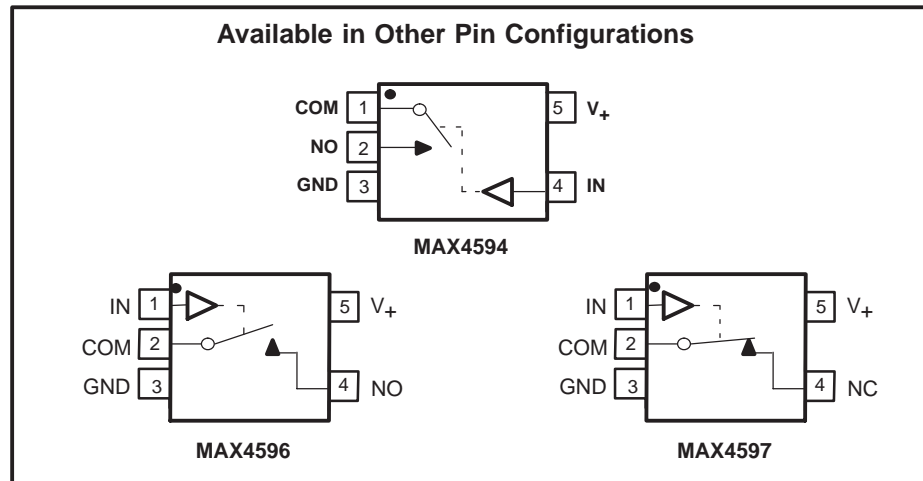 Available in Other Pin Configurations
COM 1 5 V+
NO 2
GND 3 4 IN
MAX4594
IN 1 5 V+
COM 2
GND 3 4 NO
MAX4596
IN 1 5 V+
COM 2
GND 3 4 NC
MAX4597